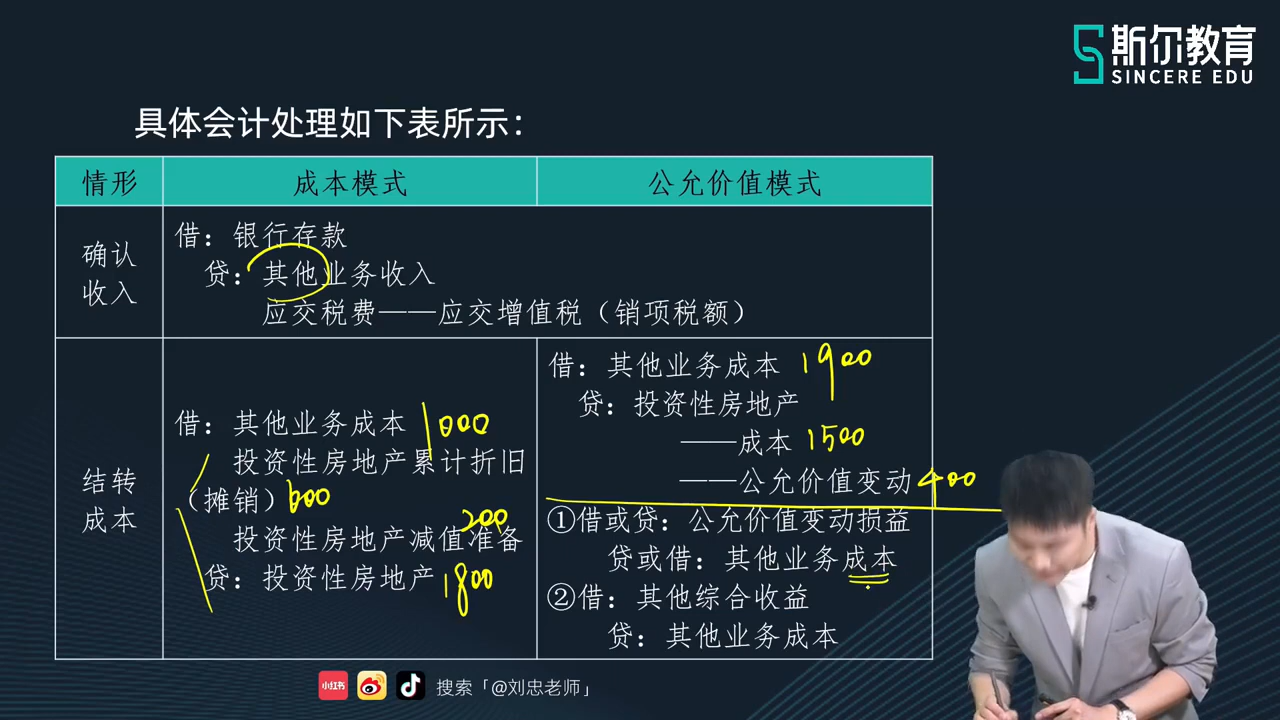 斯尔教育
SINCERE EDU
具体会计处理如下表所示：
情形 成本模式 公允价值模式
确认
收入
借：银行存款
贷：其他业务收入
应交税费——应交增值税（销项税额）
结转
成本
借：其他业务成本 1000
投资性房地产累计折旧
（摊销）600
投资性房地产减值准备 200
贷：投资性房地产 1800
借：其他业务成本 1900
贷：投资性房地产
——成本 1500
——公允价值变动 400
①借或贷：公允价值变动损益
贷或借：其他业务成本
②借：其他综合收益
贷：其他业务成本
小红书
搜索「@刘忠老师」